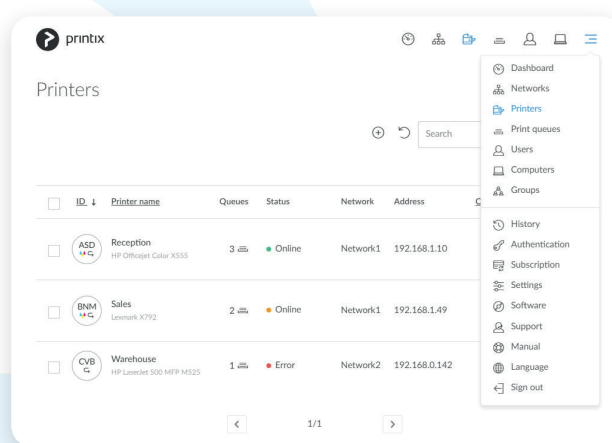 printix
Printers
Search
ID ↓ Printer name Queues Status Network Address
ASD Reception 3 Online Network1 192.168.1.10
HP Officejet Color X555
BNM Sales 2 Online Network1 192.168.1.49
Lexmark X792
CVB Warehouse 1 Error Network2 192.168.0.142
HP LaserJet 500 MFP M525
1/1
Dashboard
Networks
Printers
Print queues
Users
Computers
Groups
History
Authentication
Subscription
Settings
Software
Support
Manual
Language
Sign out